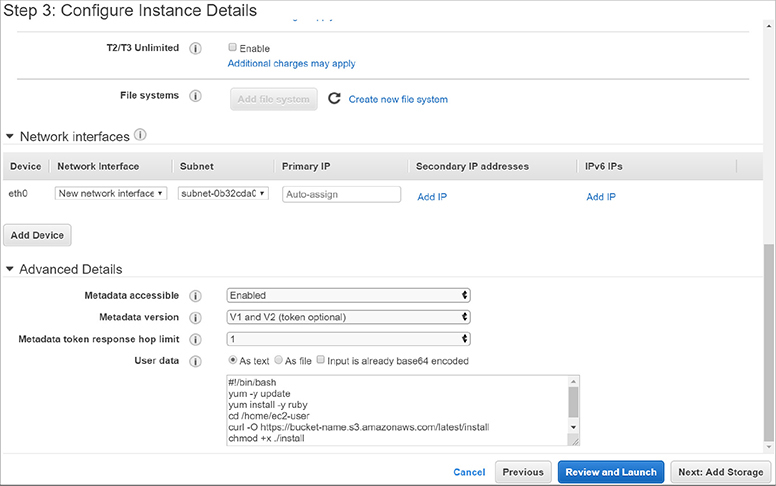 Step 3: Configure Instance Details
T2/T3 Unlimited Enable
Additional charges may apply
File systems Add file system Create new file system
Network interfaces
Device Network Interface Subnet Primary IP Secondary IP addresses IPv6 IPs
eth0 New network interface subnet-0b32cda0 Auto-assign Add IP Add IP
Add Device
Advanced Details
Metadata accessible Enabled
Metadata version V1 and V2 (token optional)
Metadata token response hop limit 1
User data As text As file Input is already base64 encoded
#!/bin/bash
yum -y update
yum install -y ruby
cd /home/ec2-user
curl -O https://bucket-name.s3.amazonaws.com/latest/install
chmod +x ./install
Cancel Previous Review and Launch Next: Add Storage